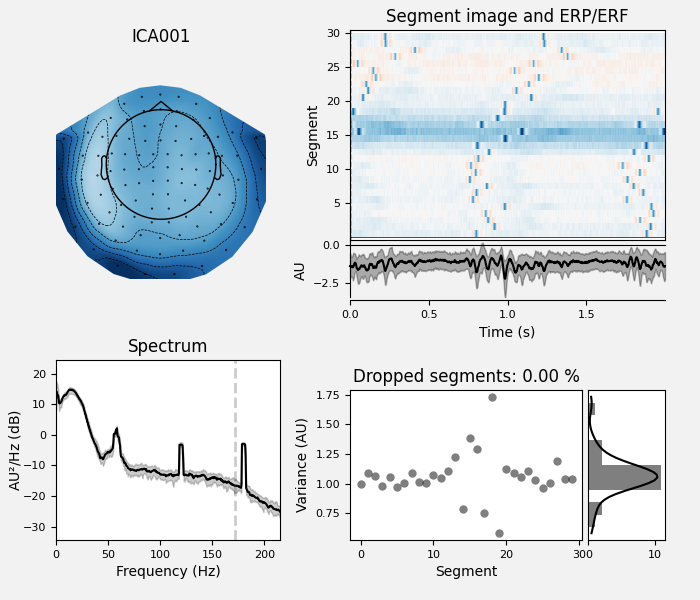 ICA001
Segment image and ERP/ERF
Segment
30
25
20
15
10
5
AU
0.0
−2.5
0.0 0.5 1.0 1.5
Time (s)
Spectrum
AU²/Hz (dB)
20
10
0
−10
−20
−30
0 50 100 150 200
Frequency (Hz)
Dropped segments: 0.00 %
Variance (AU)
1.75
1.50
1.25
1.00
0.75
0 10 20 300 10
Segment